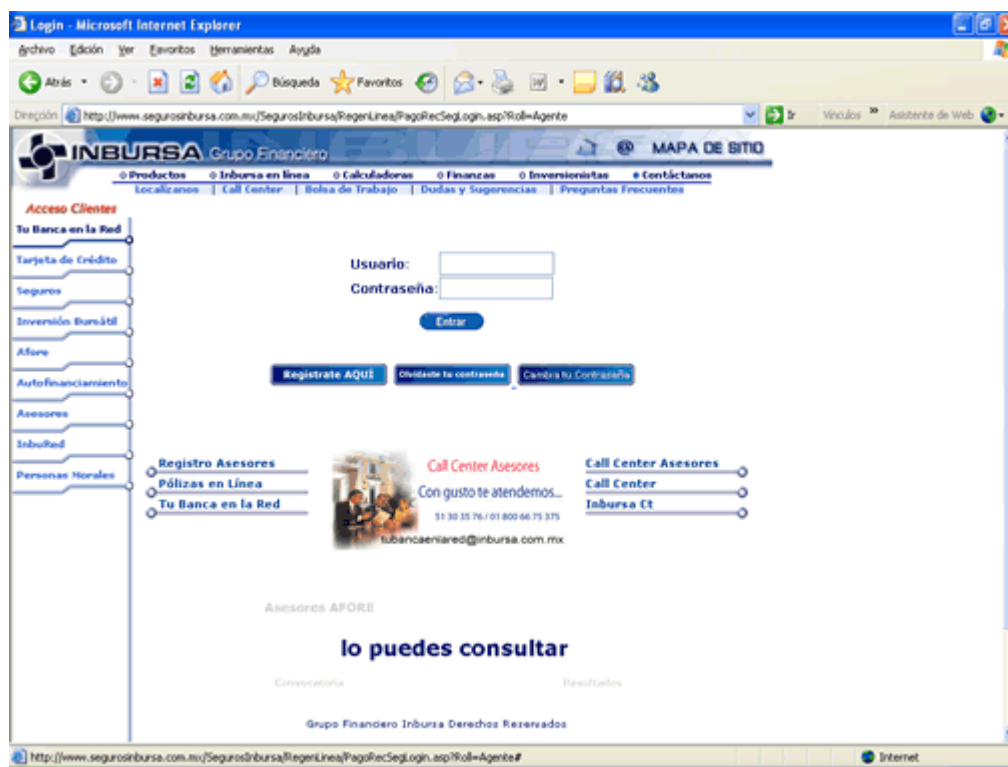 Login - Microsoft Internet Explorer
Archivo Edición Ver Favoritos Herramientas Ayuda
Atrás Búsqueda Favoritos
Dirección http://www.segurosinbursa.com.mx/SegurosInbursa/RegenLinea/PagoRecSegLogin.asp?Roll=Agente Ir Vínculos Asistente de Web
INBURSA Grupo Financiero MAPA DE SITIO
Productos Inbursa en línea Calculadoras Finanzas Inversionistas Contáctanos
Localízanos | Call Center | Bolsa de Trabajo | Dudas y Sugerencias | Preguntas Frecuentes
Acceso Clientes
Tu Banca en la Red
Tarjeta de Crédito
Seguros
Inversión Bursátil
Afore
Autofinanciamiento
Asesores
InbuRed
Personas Morales
Usuario:
Contraseña:
Entrar
Registrate AQUÍ Olvidaste tu contraseña Cambia tu Contraseña
Registro Asesores
Pólizas en Línea
Tu Banca en la Red
Call Center Asesores
Con gusto te atendemos...
51 30 35 76 / 01 800 66 75 375
tubancaenlared@inbursa.com.mx
Call Center Asesores
Call Center
Inbursa Ct
Asesores AFORE
lo puedes consultar
Convocatoria Resultados
Grupo Financiero Inbursa Derechos Reservados
http://www.segurosinbursa.com.mx/SegurosInbursa/RegenLinea/PagoRecSegLogin.asp?Roll=Agente# Internet